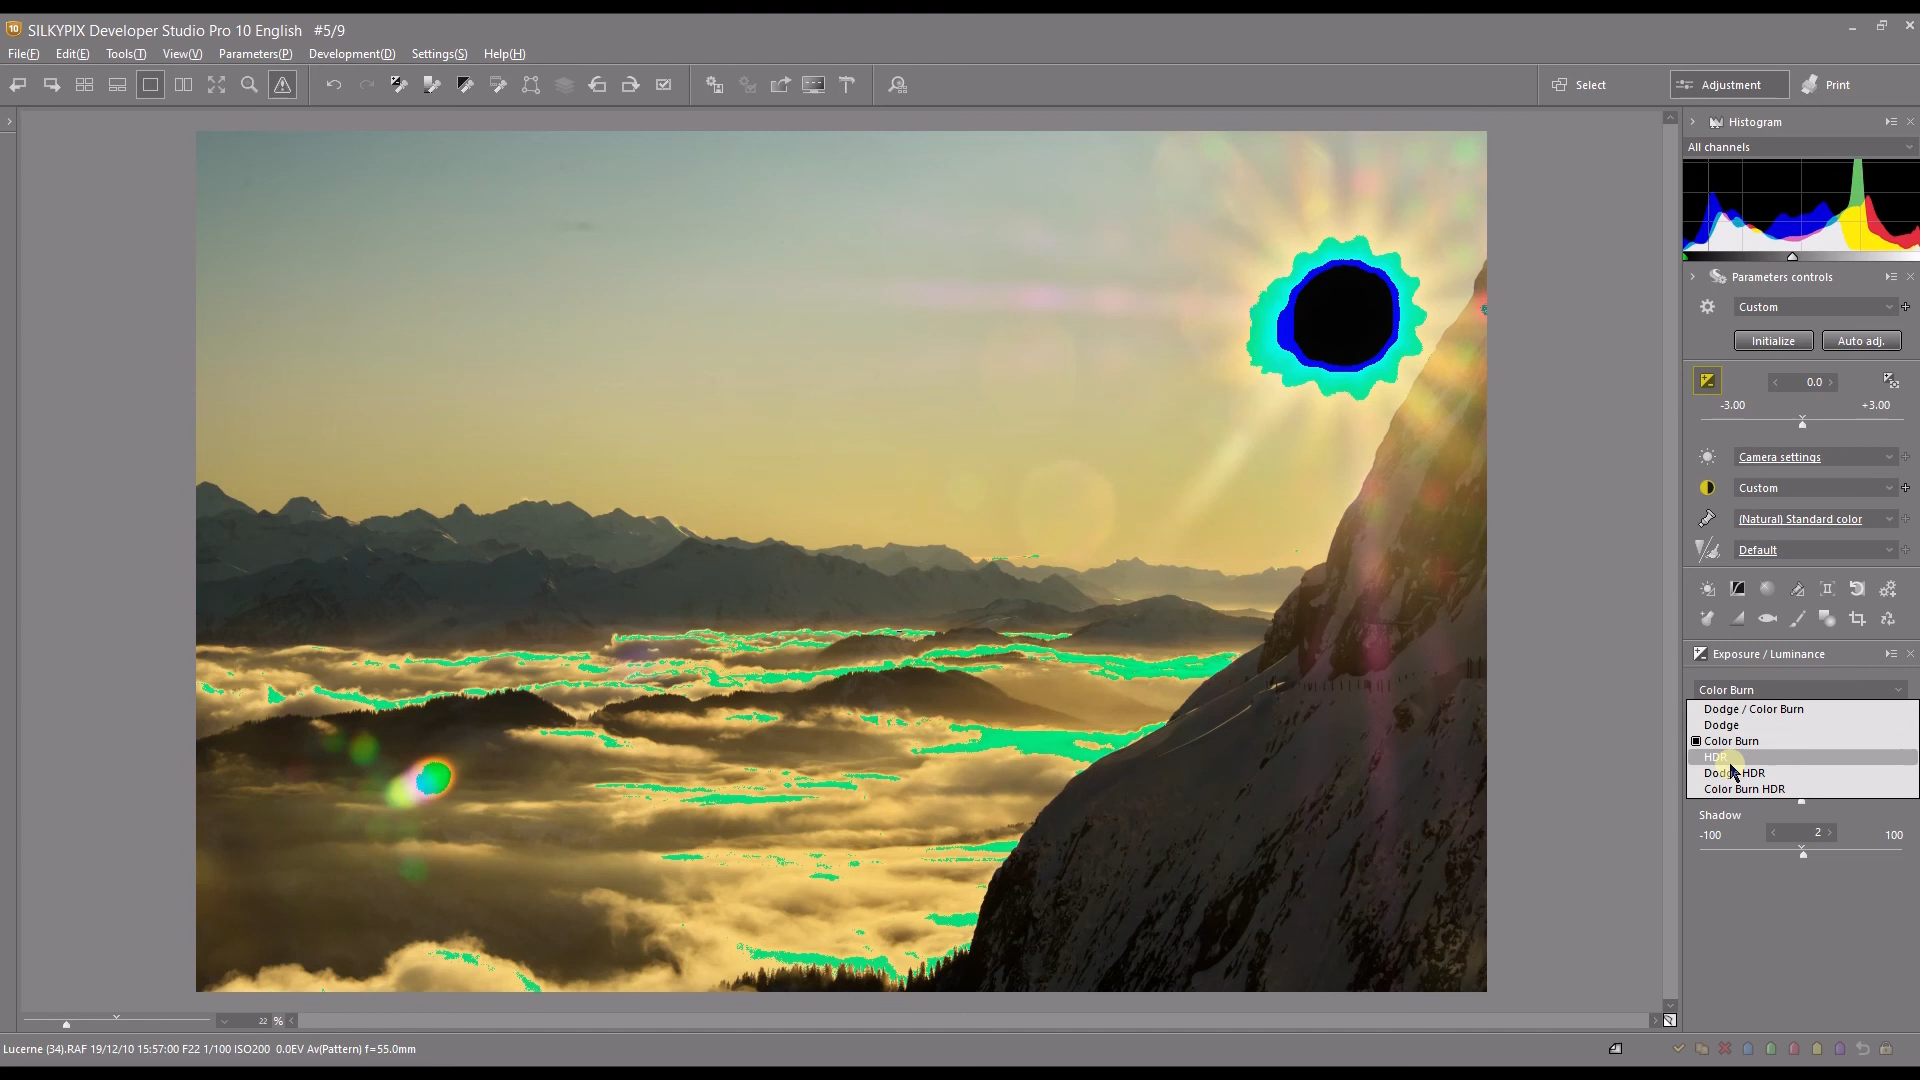 10 SILKYPIX Developer Studio Pro 10 English #5/9
File(F) Edit(E) Tools(T) View(V) Parameters(P) Development(D) Settings(S) Help(H)
Select Adjustment Print
Histogram
All channels
Parameters controls
Custom
Initialize Auto adj.
0.0
-3.00 +3.00
Camera settings
Custom
(Natural) Standard color
Default
Exposure / Luminance
Color Burn
Dodge / Color Burn
Dodge
Color Burn
HDR
Dodge HDR
Color Burn HDR
Shadow
-100 2 100
22 %
Lucerne (34).RAF 19/12/10 15:57:00 F22 1/100 ISO200 0.0EV Av(Pattern) f=55.0mm